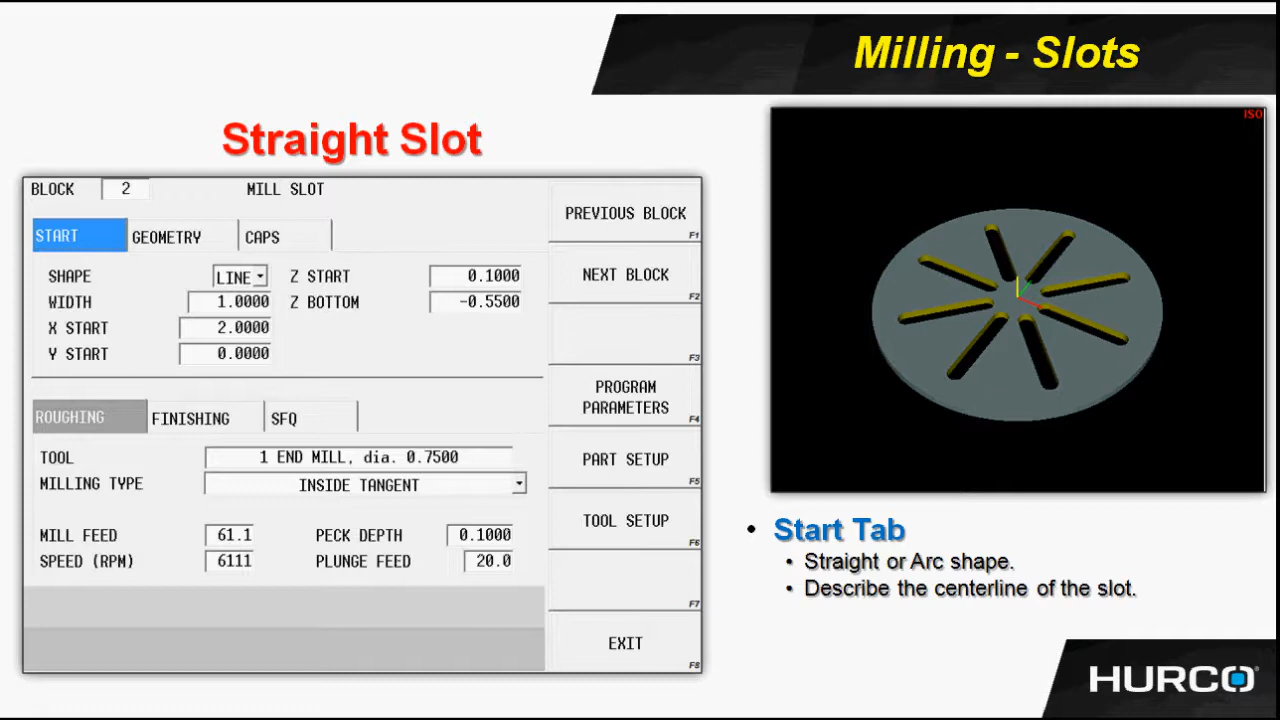 Milling - Slots
Straight Slot
BLOCK 2 MILL SLOT
START GEOMETRY CAPS
SHAPE LINE Z START 0.1000
WIDTH 1.0000 Z BOTTOM -0.5500
X START 2.0000
Y START 0.0000
ROUGHING FINISHING SFQ
TOOL 1 END MILL, dia. 0.7500
MILLING TYPE INSIDE TANGENT
MILL FEED 61.1 PECK DEPTH 0.1000
SPEED (RPM) 6111 PLUNGE FEED 20.0
PREVIOUS BLOCK
F1
NEXT BLOCK
F2
F3
PROGRAM
PARAMETERS
F4
PART SETUP
F5
TOOL SETUP
F6
F7
EXIT
F8
ISO
• Start Tab
• Straight or Arc shape.
• Describe the centerline of the slot.
HURCO